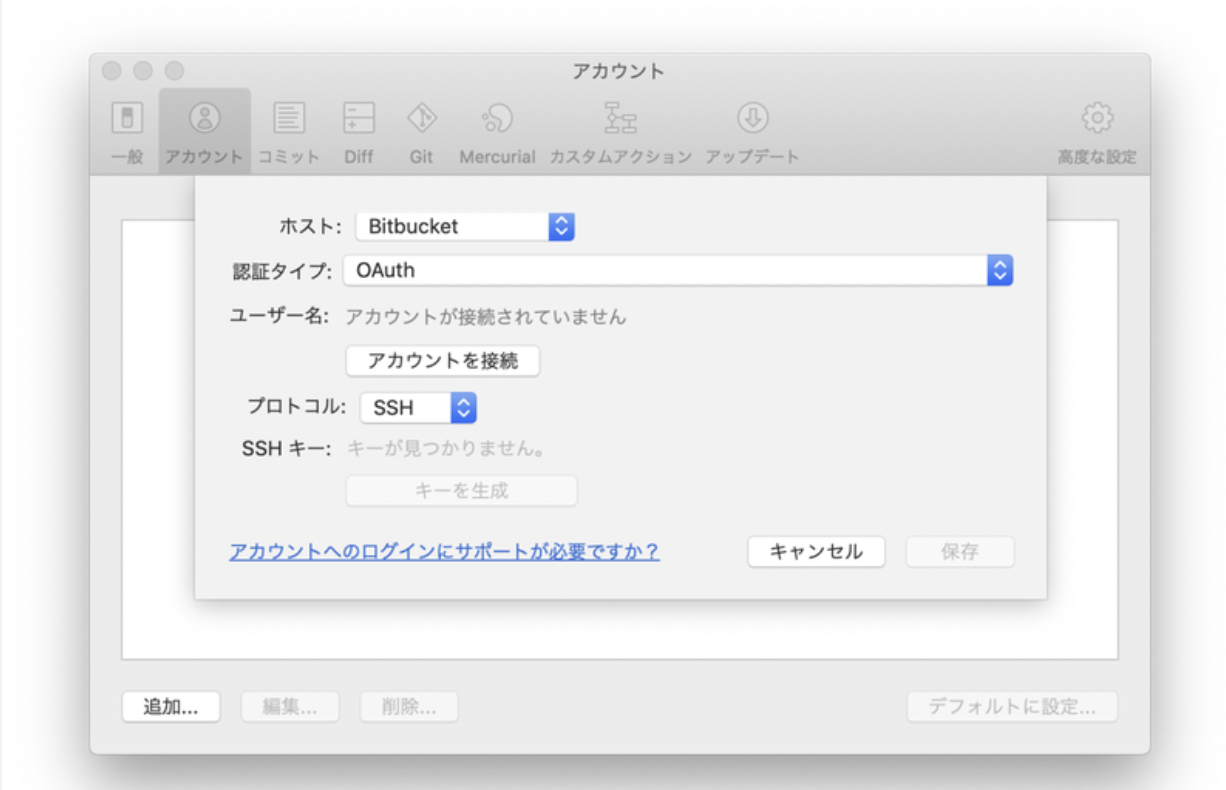 アカウント
一般 アカウント コミット Diff Git Mercurial カスタムアクション アップデート 高度な設定
ホスト: Bitbucket
認証タイプ: OAuth
ユーザー名: アカウントが接続されていません
アカウントを接続
プロトコル: SSH
SSH キー: キーが見つかりません。
キーを生成
アカウントへのログインにサポートが必要ですか？ キャンセル 保存
追加... 編集... 削除... デフォルトに設定...